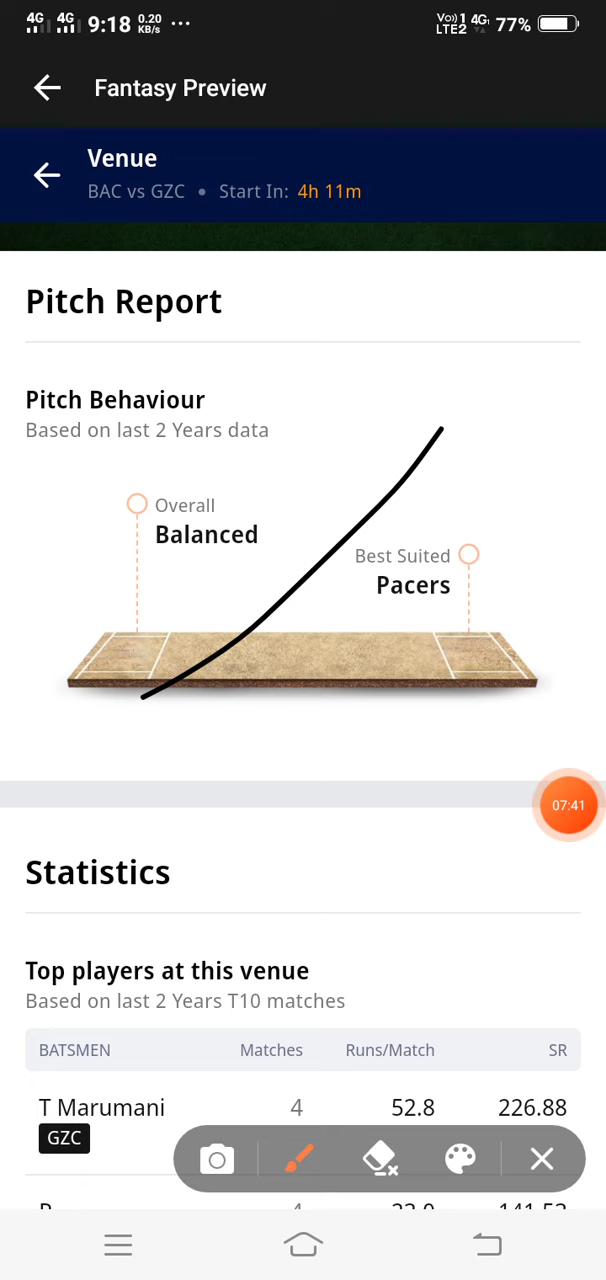 4G 4G 9:18 0.20 KB/s ... Vo) 1 4G LTE2 77%
Fantasy Preview
Venue
BAC vs GZC • Start In: 4h 11m
Pitch Report
Pitch Behaviour
Based on last 2 Years data
Overall
Balanced
Best Suited
Pacers
07:41
Statistics
Top players at this venue
Based on last 2 Years T10 matches
BATSMEN Matches Runs/Match SR
T Marumani 4 52.8 226.88
GZC